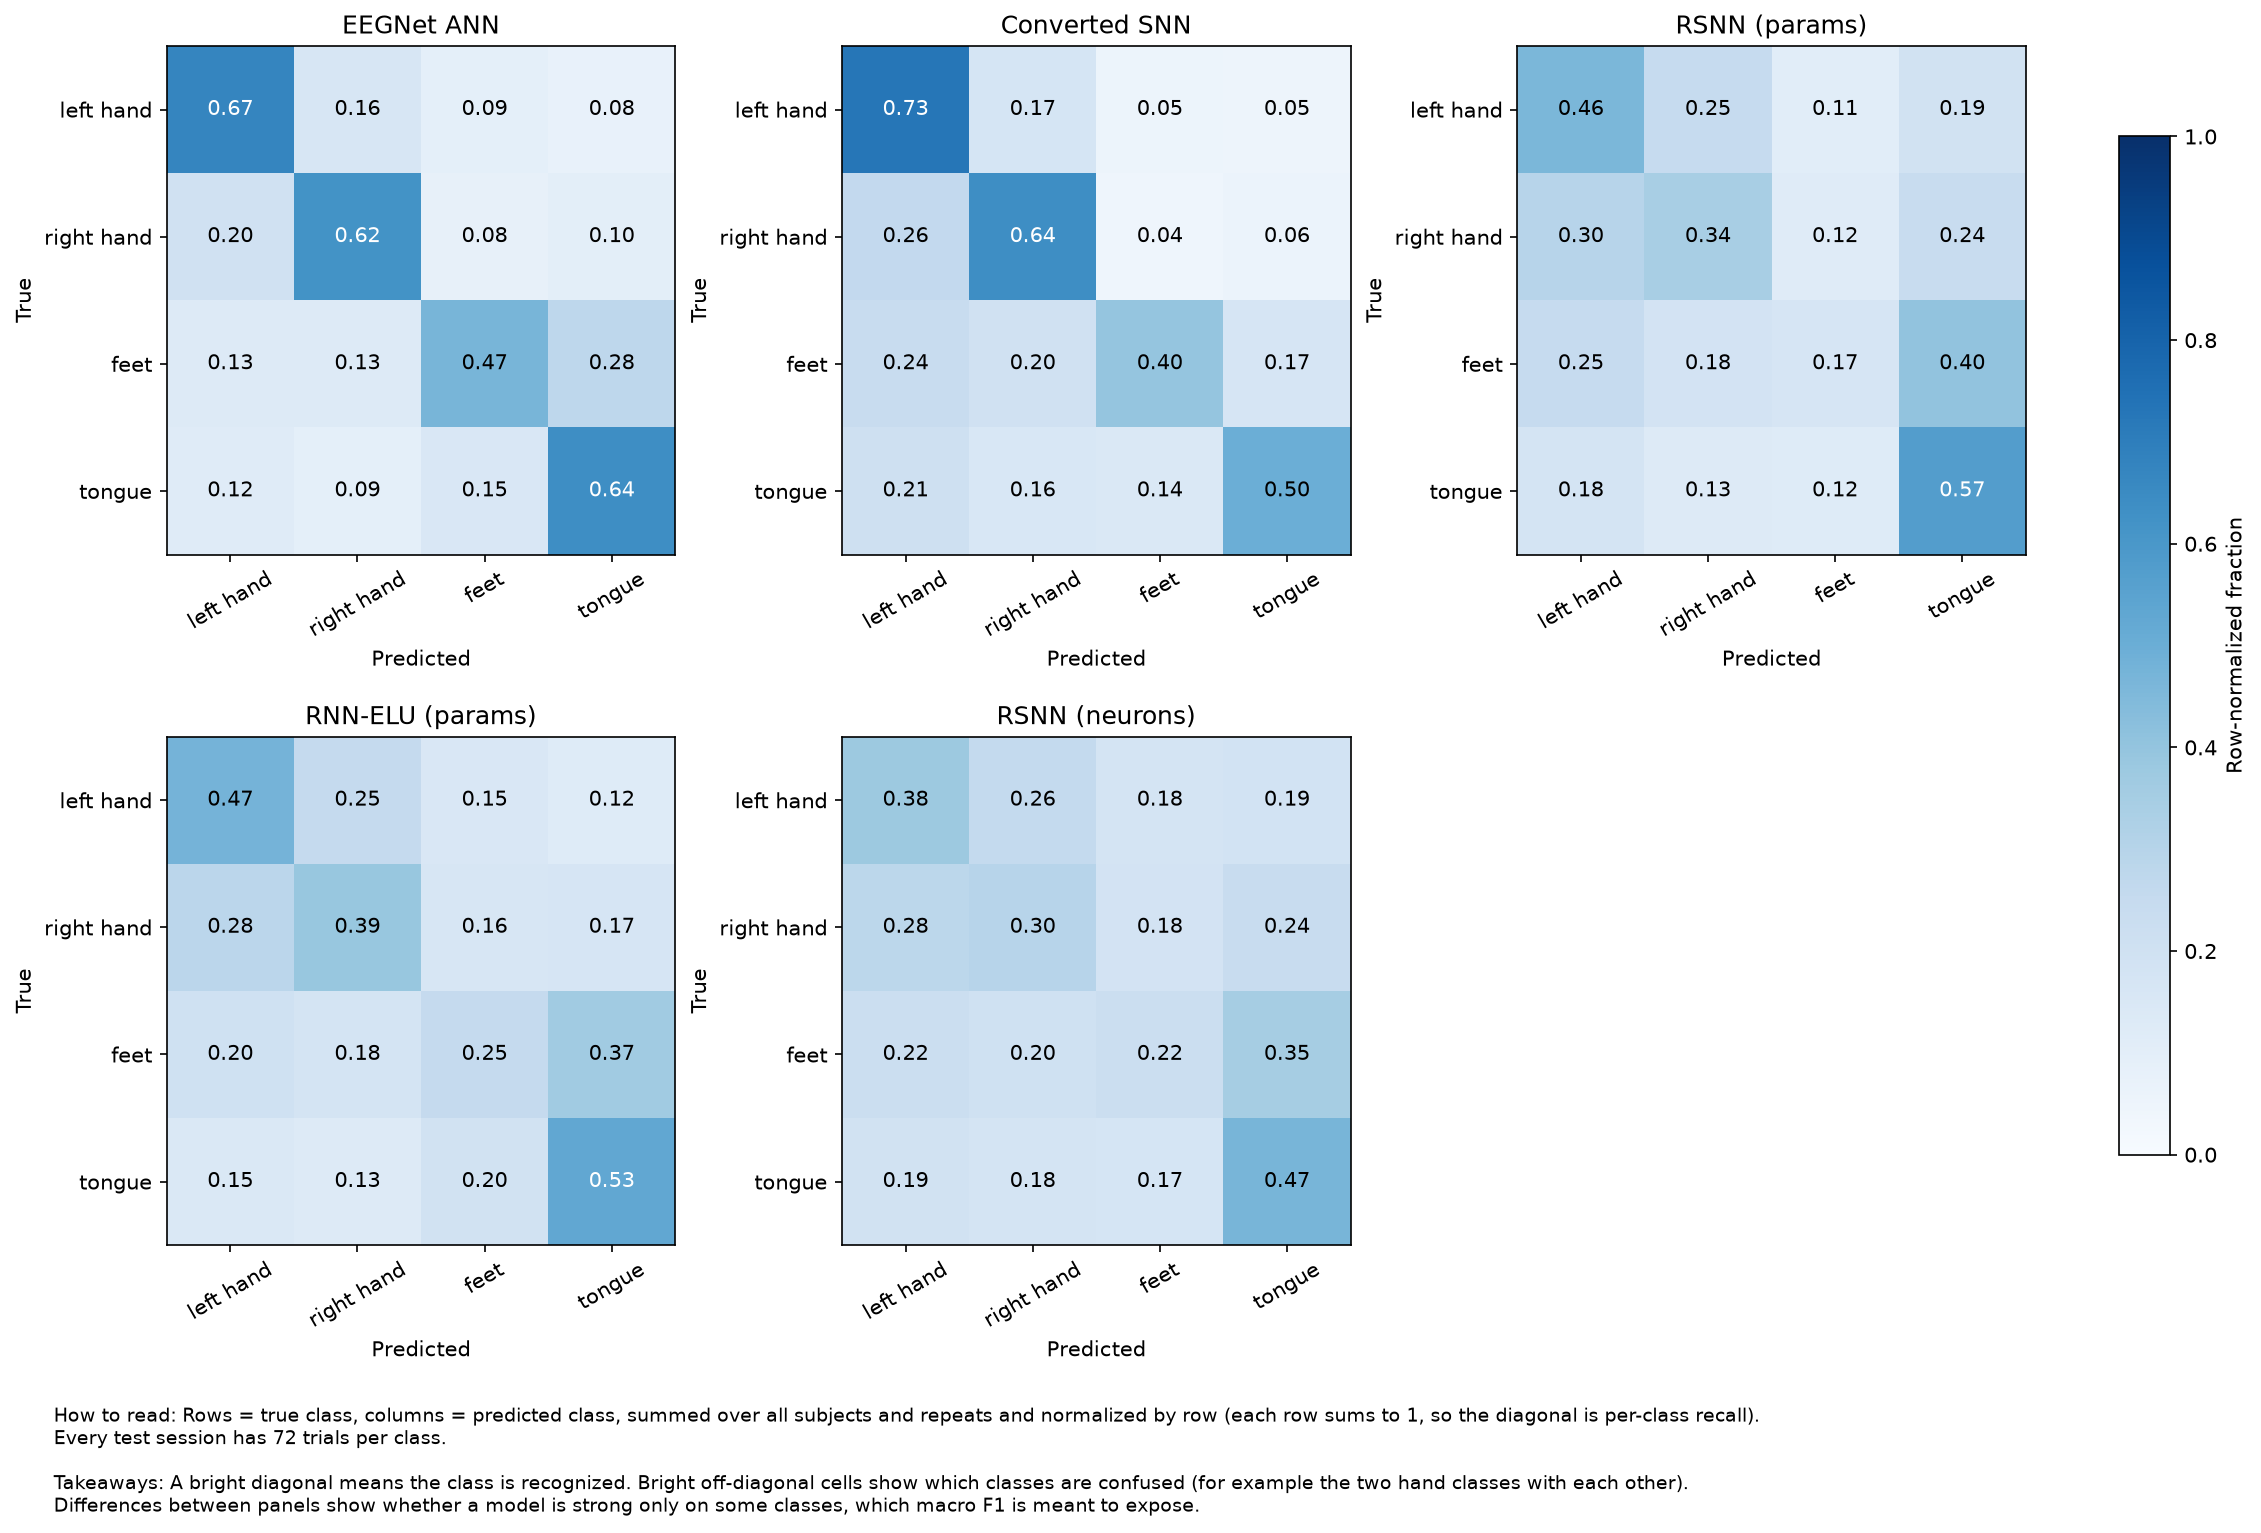 EEGNet ANN
True
left hand 0.67 0.16 0.09 0.08
right hand 0.20 0.62 0.08 0.10
feet 0.13 0.13 0.47 0.28
tongue 0.12 0.09 0.15 0.64
left hand right hand feet tongue
Predicted
Converted SNN
True
left hand 0.73 0.17 0.05 0.05
right hand 0.26 0.64 0.04 0.06
feet 0.24 0.20 0.40 0.17
tongue 0.21 0.16 0.14 0.50
left hand right hand feet tongue
Predicted
RSNN (params)
True
left hand 0.46 0.25 0.11 0.19
right hand 0.30 0.34 0.12 0.24
feet 0.25 0.18 0.17 0.40
tongue 0.18 0.13 0.12 0.57
left hand right hand feet tongue
Predicted
RNN-ELU (params)
True
left hand 0.47 0.25 0.15 0.12
right hand 0.28 0.39 0.16 0.17
feet 0.20 0.18 0.25 0.37
tongue 0.15 0.13 0.20 0.53
left hand right hand feet tongue
Predicted
RSNN (neurons)
True
left hand 0.38 0.26 0.18 0.19
right hand 0.28 0.30 0.18 0.24
feet 0.22 0.20 0.22 0.35
tongue 0.19 0.18 0.17 0.47
left hand right hand feet tongue
Predicted
1.0
0.8
0.6
0.4
0.2
0.0
Row-normalized fraction
How to read: Rows = true class, columns = predicted class, summed over all subjects and repeats and normalized by row (each row sums to 1, so the diagonal is per-class recall).
Every test session has 72 trials per class.
Takeaways: A bright diagonal means the class is recognized. Bright off-diagonal cells show which classes are confused (for example the two hand classes with each other).
Differences between panels show whether a model is strong only on some classes, which macro F1 is meant to expose.